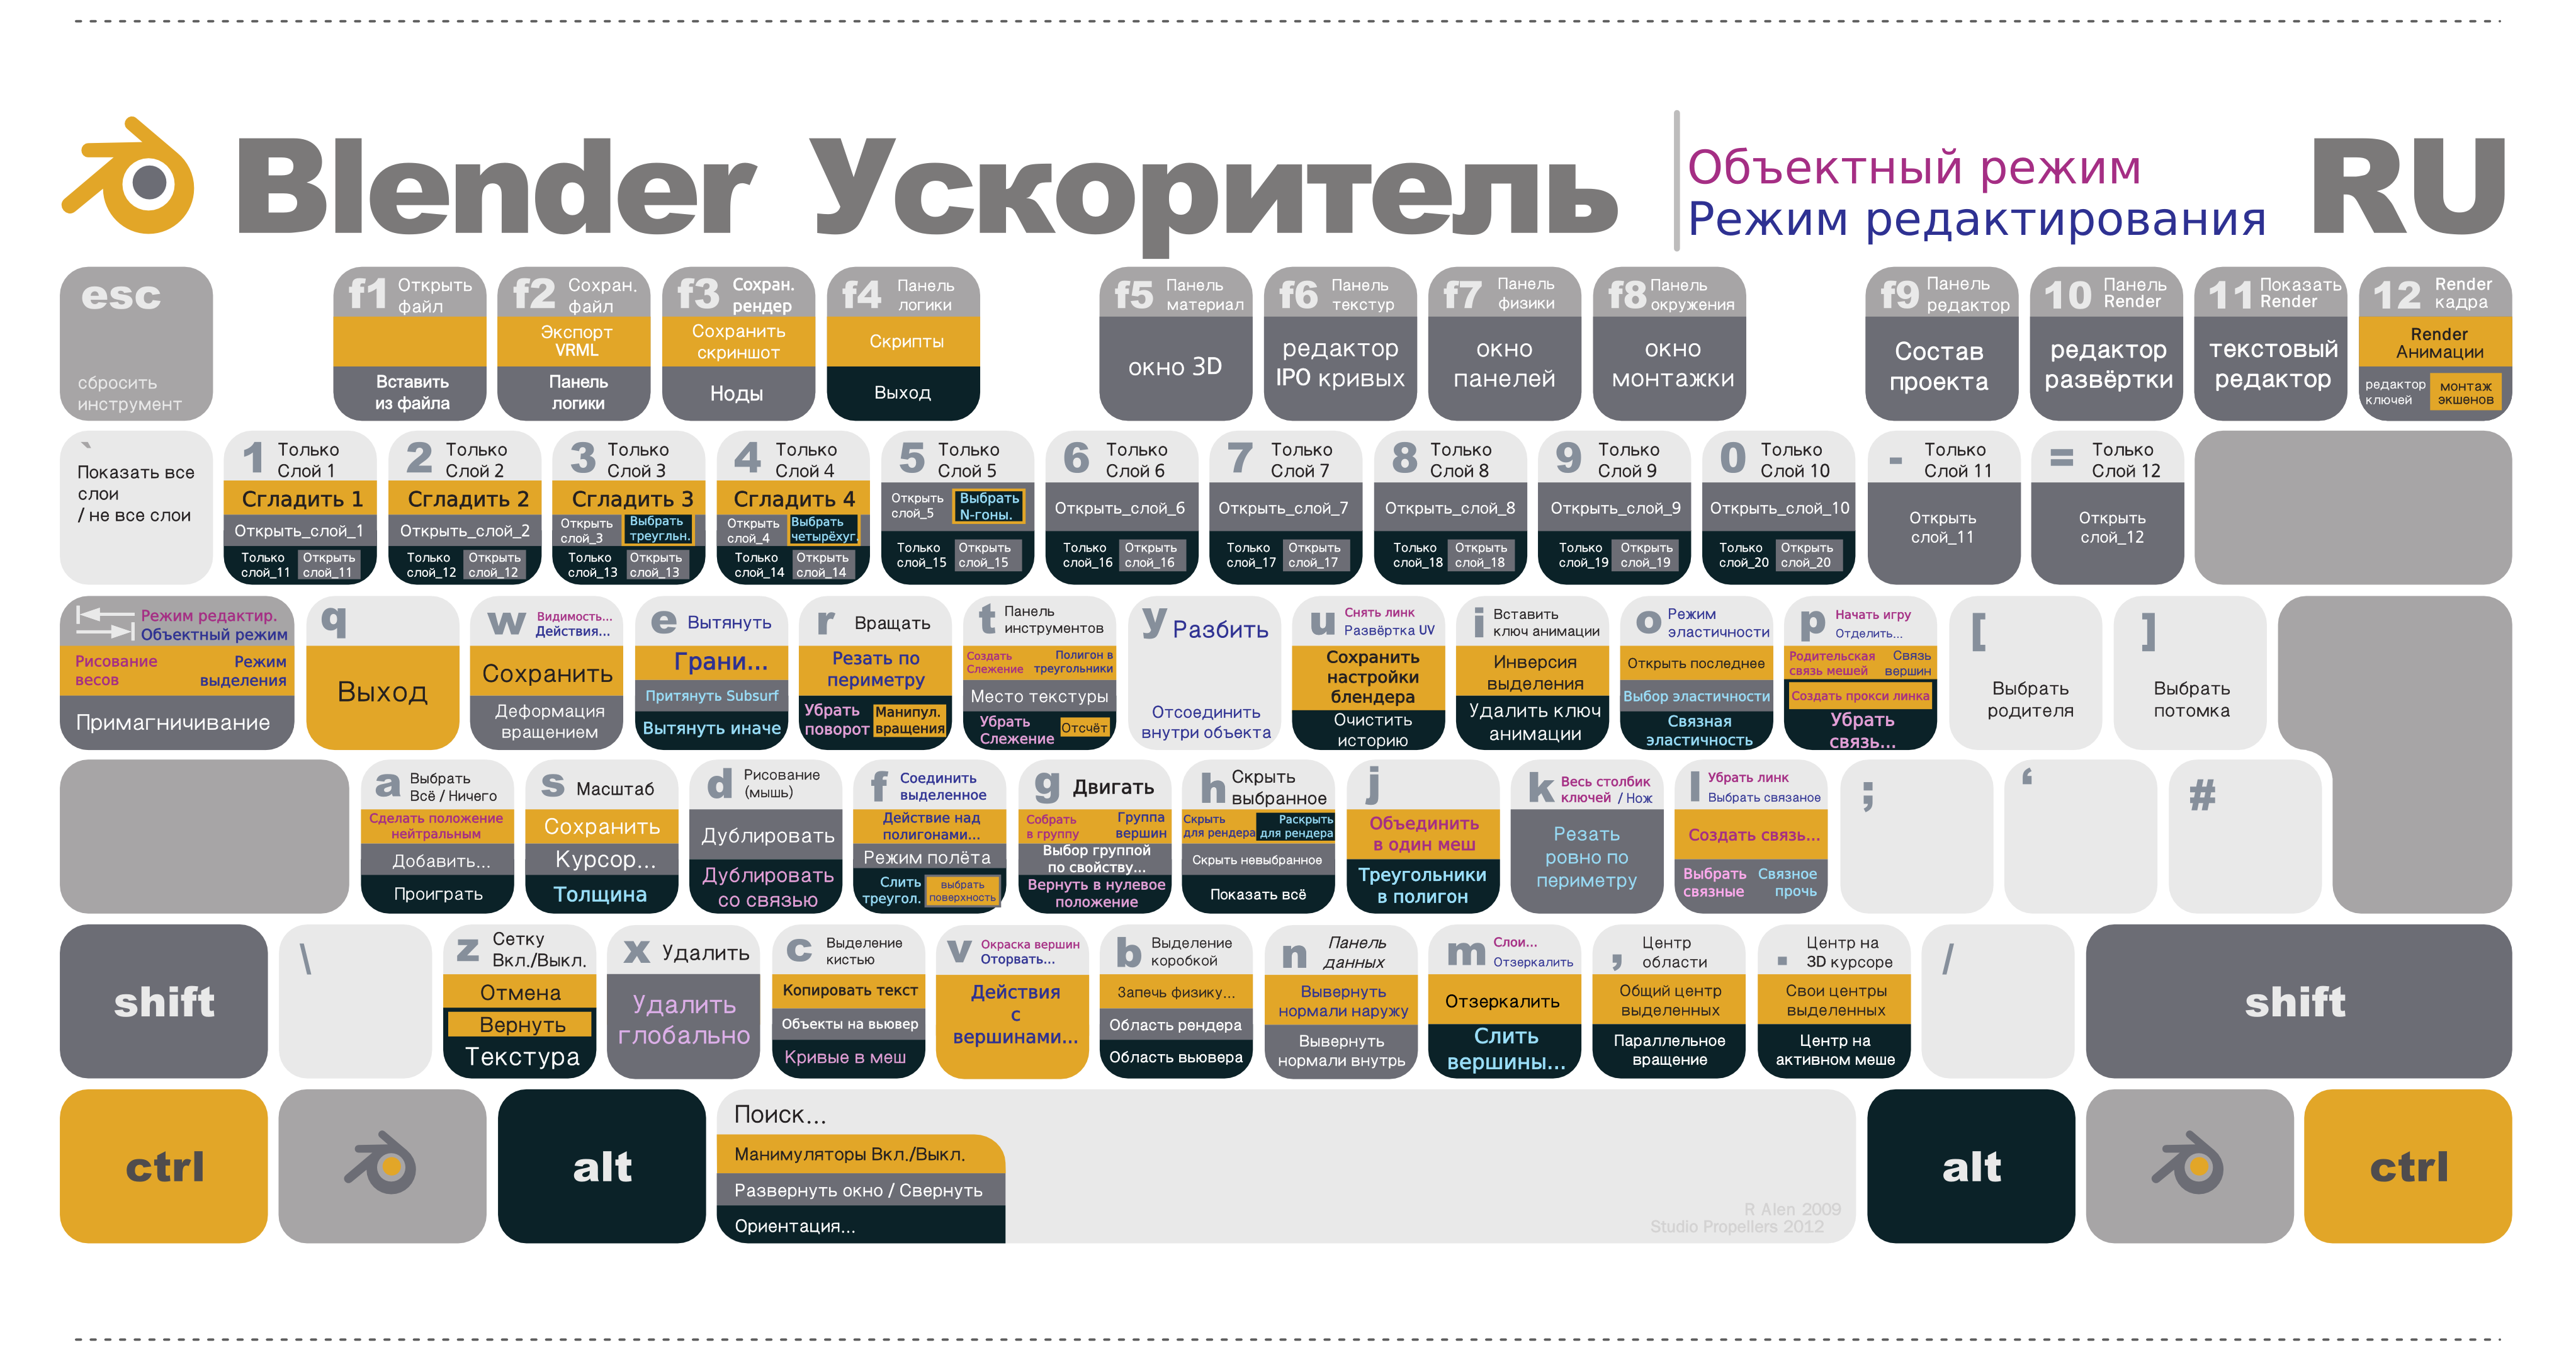 Blender Ускоритель
Объектный режим
Режим редактирования
RU
esc
сбросить
инструмент
f1 Открыть
файл
Вставить
из файла
f2 Сохран.
файл
Экспорт
VRML
Панель
логики
f3 Сохран.
рендер
Сохранить
скриншот
Ноды
f4 Панель
логики
Скрипты
Выход
f5 Панель
материал
окно 3D
f6 Панель
текстур
редактор
IPO кривых
f7 Панель
физики
окно
панелей
f8 Панель
окружения
окно
монтажки
f9 Панель
редактор
Состав
проекта
10 Панель
Render
редактор
развёртки
11 Показать
Render
текстовый
редактор
12 Render
кадра
Render
Анимации
редактор
ключей
монтаж
экшенов
`
Показать все
слои
/ не все слои
1 Только
Слой 1
Сгладить 1
Открыть_слой_1
Только
слой_11
Открыть
слой_11
2 Только
Слой 2
Сгладить 2
Открыть_слой_2
Только
слой_12
Открыть
слой_12
3 Только
Слой 3
Сгладить 3
Открыть
слой_3
Выбрать
треугльн.
Только
слой_13
Открыть
слой_13
4 Только
Слой 4
Сгладить 4
Открыть
слой_4
Выбрать
четырёхуг.
Только
слой_14
Открыть
слой_14
5 Только
Слой 5
Открыть
слой_5
Выбрать
N-гоны.
Только
слой_15
Открыть
слой_15
6 Только
Слой 6
Открыть_слой_6
Только
слой_16
Открыть
слой_16
7 Только
Слой 7
Открыть_слой_7
Только
слой_17
Открыть
слой_17
8 Только
Слой 8
Открыть_слой_8
Только
слой_18
Открыть
слой_18
9 Только
Слой 9
Открыть_слой_9
Только
слой_19
Открыть
слой_19
0 Только
Слой 10
Открыть_слой_10
Только
слой_20
Открыть
слой_20
- Только
Слой 11
Открыть
слой_11
= Только
Слой 12
Открыть
слой_12
Режим редактир.
Объектный режим
Рисование
весов
Режим
выделения
Примагничивание
q
Выход
w Видимость...
Действия...
Сохранить
Деформация
вращением
e Вытянуть
Грани...
Притянуть Subsurf
Вытянуть иначе
r Вращать
Резать по
периметру
Убрать
поворот
Манипул.
вращения
t Панель
инструментов
Создать
Слежение
Полигон в
треугольники
Место текстуры
Убрать
Слежение
Отсчёт
y Разбить
Отсоединить
внутри объекта
u Снять линк
Развёртка UV
Сохранить
настройки
блендера
Очистить
историю
i Вставить
ключ анимации
Инверсия
выделения
Удалить ключ
анимации
o Режим
эластичности
Открыть последнее
Выбор эластичности
Связная
эластичность
p Начать игру
Отделить...
Родительская
связь мешей
Связь
вершин
Создать прокси линка
Убрать
связь...
[
Выбрать
родителя
]
Выбрать
потомка
a Выбрать
Всё / Ничего
Сделать положение
нейтральным
Добавить...
Проиграть
s Масштаб
Сохранить
Курсор...
Толщина
d Рисование
(мышь)
Дублировать
Дублировать
со связью
f Соединить
выделенное
Действие над
полигонами...
Режим полёта
Слить
треугол.
выбрать
поверхность
g Двигать
Собрать
в группу
Группа
вершин
Выбор группой
по свойству...
Вернуть в нулевое
положение
h Скрыть
выбранное
Скрыть
для рендера
Раскрыть
для рендера
Скрыть невыбранное
Показать всё
j
Объединить
в один меш
Треугольники
в полигон
k Весь столбик
ключей / Нож
Резать
ровно по
периметру
l Убрать линк
Выбрать связаное
Создать связь...
Выбрать
связные
Связное
прочь
;
‘
#
shift
\
z Сетку
Вкл./Выкл.
Отмена
Вернуть
Текстура
x Удалить
Удалить
глобально
c Выделение
кистью
Копировать текст
Объекты на вьювер
Кривые в меш
v Окраска вершин
Оторвать...
Действия
с
вершинами...
b Выделение
коробкой
Запечь физику...
Область рендера
Область вьювера
n Панель
данных
Вывернуть
нормали наружу
Вывернуть
нормали внутрь
m Слои...
Отзеркалить
Отзеркалить
Слить
вершины...
, Центр
области
Общий центр
выделенных
Параллельное
вращение
. Центр на
3D курсоре
Свои центры
выделенных
Центр на
активном меше
/
shift
ctrl
alt
Поиск...
Манимуляторы Вкл./Выкл.
Развернуть окно / Свернуть
Ориентация...
R Alen 2009
Studio Propellers 2012
alt
ctrl